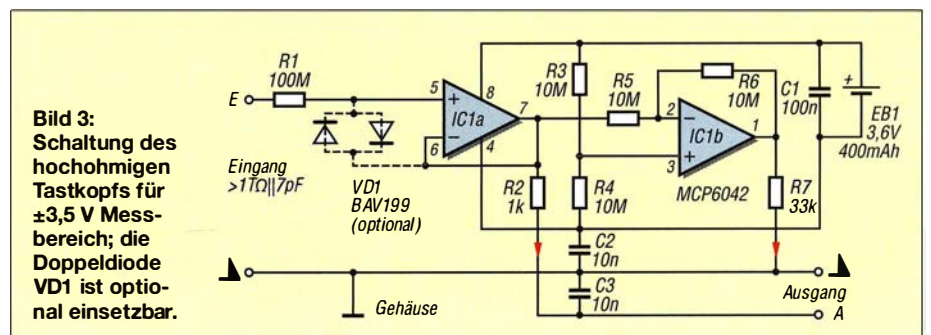 Bild 3:
Schaltung des
hochohmigen
Tastkopfs für
±3,5 V Mess-
bereich; die
Doppeldiode
VD1 ist optio-
nal einsetzbar.
R1
100M
E
Eingang
>1TΩ||7pF
VD1
BAV199
(optional)
5
+
8
IC1a
7
6
−
4
R2
1k
R3
10M
R4
10M
R5
10M
R6
10M
2
−
IC1b
1
+
3
MCP6042
C1
100n
+
EB1
3,6V
400mAh
R7
33k
C2
10n
C3
10n
Gehäuse
Ausgang
A